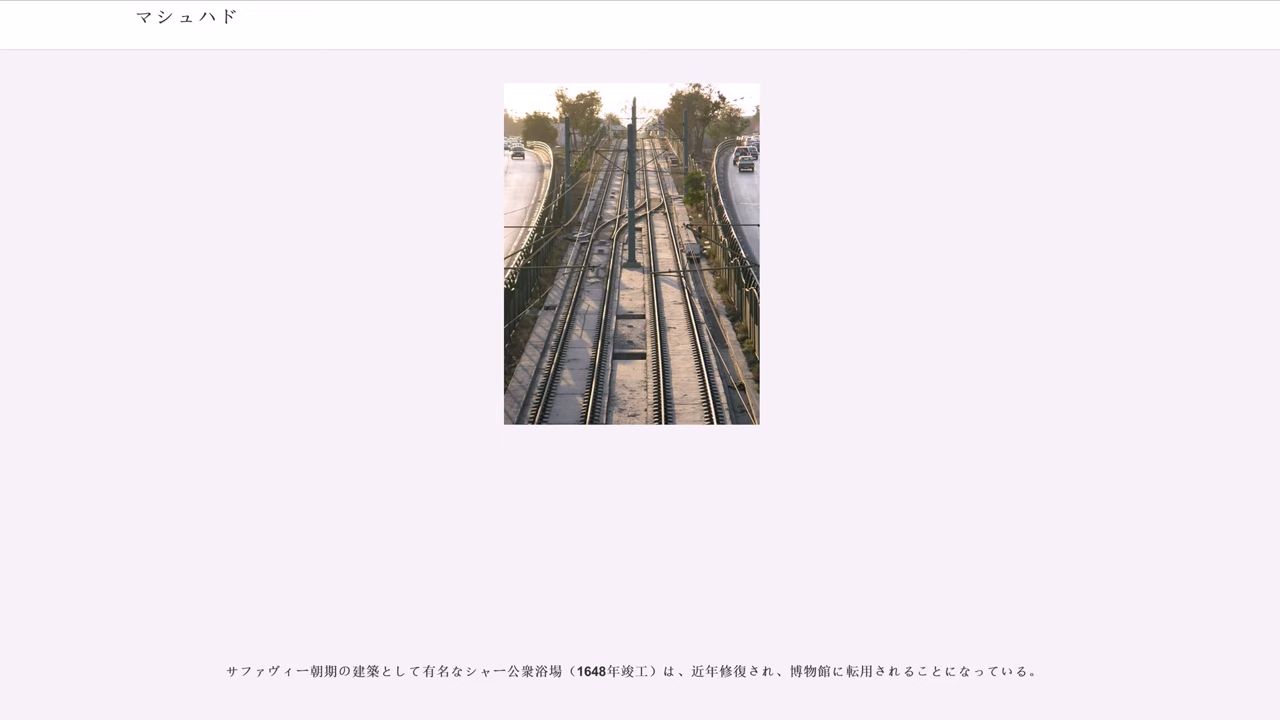 マシュハド
サファヴィー朝期の建築として有名なシャー公衆浴場（1648年竣工）は、近年修復され、博物館に転用されることになっている。